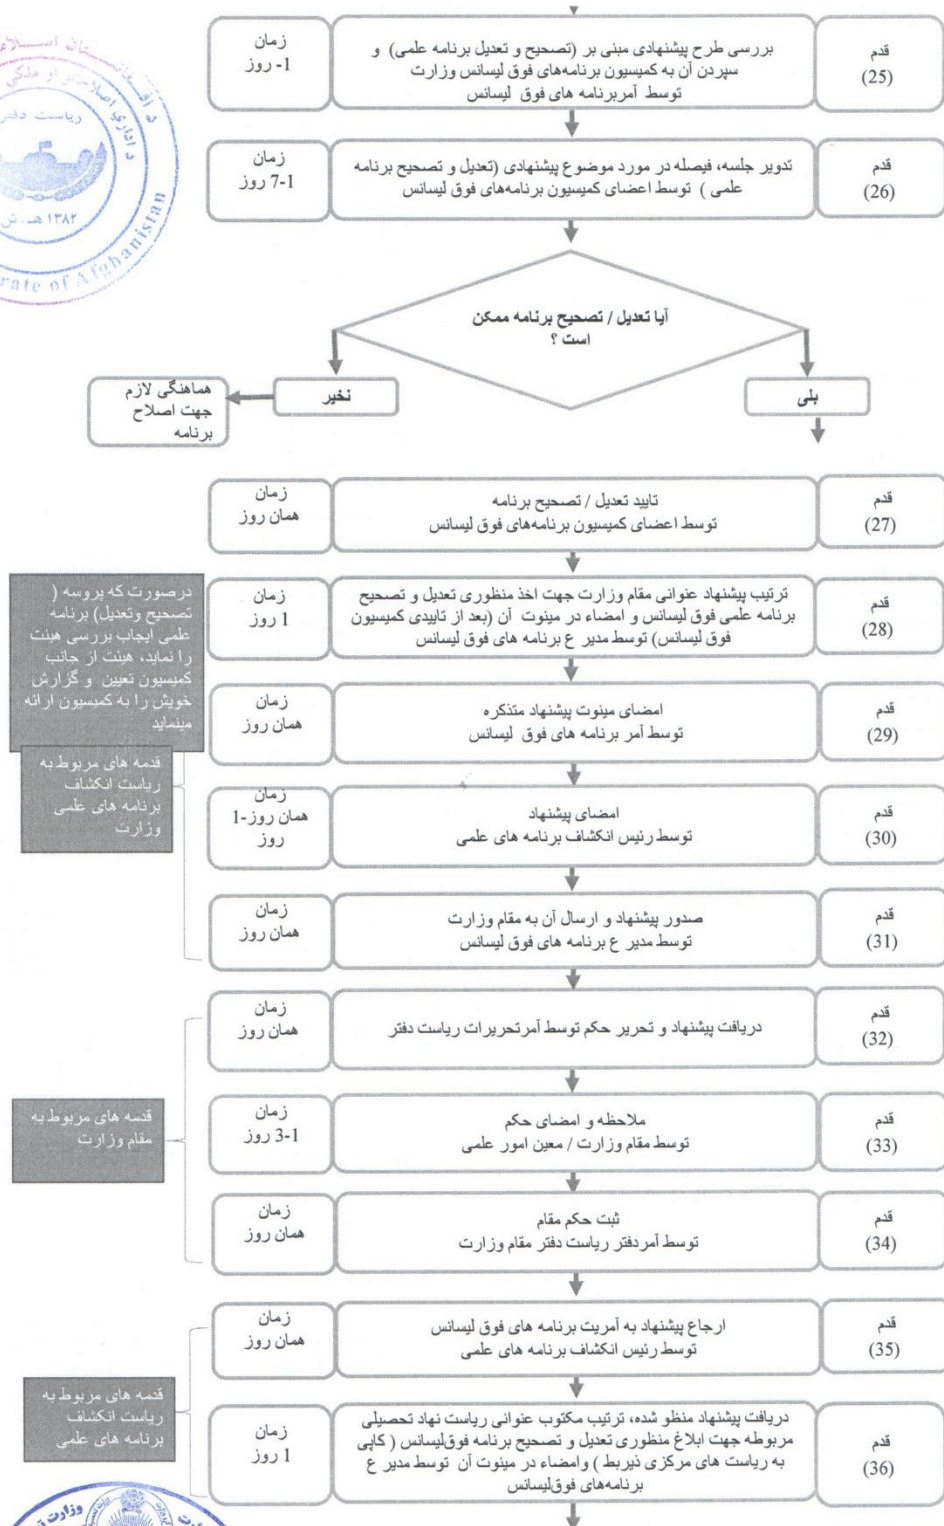 قدم
(25)
بررسی طرح پیشنهادی مبنی بر (تصحیح و تعدیل برنامه علمی) و
سپردن آن به کمیسیون برنامه‌های فوق لیسانس وزارت
توسط آمربرنامه های فوق لیسانس
زمان
1- روز
ریاست دفتر
۱۳۸۲ هـ . ش
rate of Afghanistan
قدم
(26)
تدویر جلسه، فیصله در مورد موضوع پیشنهادی (تعدیل و تصحیح برنامه
علمی ) توسط اعضای کمیسیون برنامه‌های فوق لیسانس
زمان
7-1 روز
آیا تعدیل / تصحیح برنامه ممکن
است ؟
بلی
نخیر
هماهنگی لازم
جهت اصلاح
برنامه
قدم
(27)
تایید تعدیل / تصحیح برنامه
توسط اعضای کمیسیون برنامه‌های فوق لیسانس
زمان
همان روز
قدم
(28)
ترتیب پیشنهاد عنوانی مقام وزارت جهت اخذ منظوری تعدیل و تصحیح
برنامه علمی فوق لیسانس و امضاء در مینوت آن (بعد از تاییدی کمیسیون
فوق لیسانس) توسط مدیر ع برنامه های فوق لیسانس
زمان
1 روز
درصورت که پروسه (
تصحیح وتعدیل) برنامه
علمی ایجاب بررسی هیئت
را نماید، هیئت از جانب
کمیسیون تعیین و گزارش
خویش را به کمیسیون ارائه
مینماید
قدم
(29)
امضای مینوت پیشنهاد متذکره
توسط آمر برنامه های فوق لیسانس
زمان
همان روز
قدمه های مربوط به
ریاست انکشاف
برنامه های علمی
وزارت
قدم
(30)
امضای پیشنهاد
توسط رئیس انکشاف برنامه های علمی
زمان
همان روز-1
روز
قدم
(31)
صدور پیشنهاد و ارسال آن به مقام وزارت
توسط مدیر ع برنامه های فوق لیسانس
زمان
همان روز
قدم
(32)
دریافت پیشنهاد و تحریر حکم توسط آمرتحریرات ریاست دفتر
زمان
همان روز
قدم
(33)
ملاحظه و امضای حکم
توسط مقام وزارت / معین امور علمی
زمان
3-1 روز
قدمه های مربوط به
مقام وزارت
قدم
(34)
ثبت حکم مقام
توسط آمردفتر ریاست دفتر مقام وزارت
زمان
همان روز
قدم
(35)
ارجاع پیشنهاد به آمریت برنامه های فوق لیسانس
توسط رئیس انکشاف برنامه های علمی
زمان
همان روز
قدمه های مربوط به
ریاست انکشاف
برنامه های علمی
قدم
(36)
دریافت پیشنهاد منظو شده، ترتیب مکتوب عنوانی ریاست نهاد تحصیلی
مربوطه جهت ابلاغ منظوری تعدیل و تصحیح برنامه فوق‌لیسانس ( کاپی
به ریاست های مرکزی ذیربط ) وامضاء در مینوت آن توسط مدیر ع
برنامه‌های فوق‌لیسانس
زمان
1 روز
وزارت